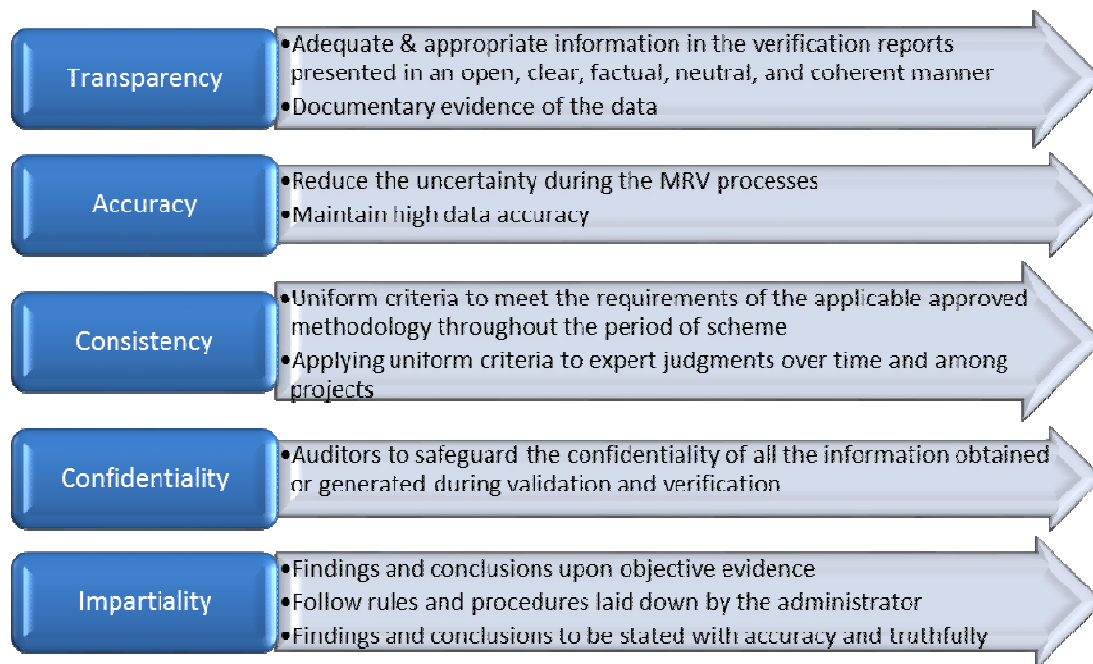 Transparency
•Adequate & appropriate information in the verification reports
presented in an open, clear, factual, neutral, and coherent manner
•Documentary evidence of the data
Accuracy
•Reduce the uncertainty during the MRV processes
•Maintain high data accuracy
Consistency
•Uniform criteria to meet the requirements of the applicable approved
methodology throughout the period of scheme
•Applying uniform criteria to expert judgments over time and among
projects
Confidentiality
•Auditors to safeguard the confidentiality of all the information obtained
or generated during validation and verification
Impartiality
•Findings and conclusions upon objective evidence
•Follow rules and procedures laid down by the administrator
•Findings and conclusions to be stated with accuracy and truthfully